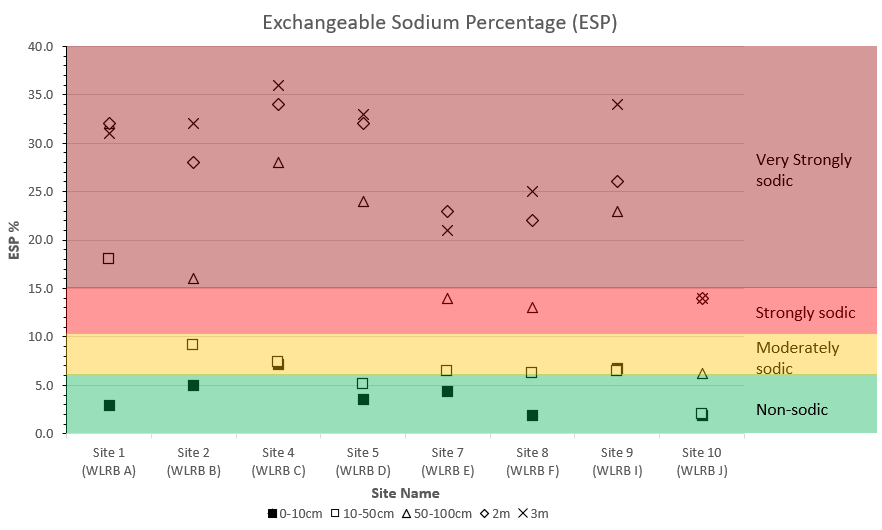 Exchangeable Sodium Percentage (ESP)
40.0
35.0
30.0
25.0
20.0
15.0
10.0
5.0
0.0
ESP %
Very Strongly
sodic
Strongly sodic
Moderately
sodic
Non-sodic
Site 1 Site 2 Site 4 Site 5 Site 7 Site 8 Site 9 Site 10
(WLRB A) (WLRB B) (WLRB C) (WLRB D) (WLRB E) (WLRB F) (WLRB I) (WLRB J)
Site Name
0-10cm 10-50cm 50-100cm 2m 3m